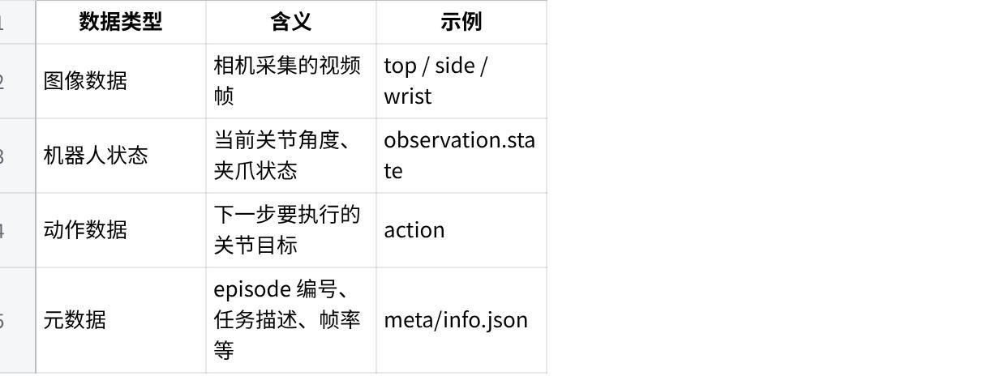 1 数据类型 含义 示例
2 图像数据 相机采集的视频 top / side /
帧 wrist
3 机器人状态 当前关节角度、 observation.sta
夹爪状态 te
4 动作数据 下一步要执行的 action
关节目标
5 元数据 episode 编号、 meta/info.json
任务描述、帧率
等